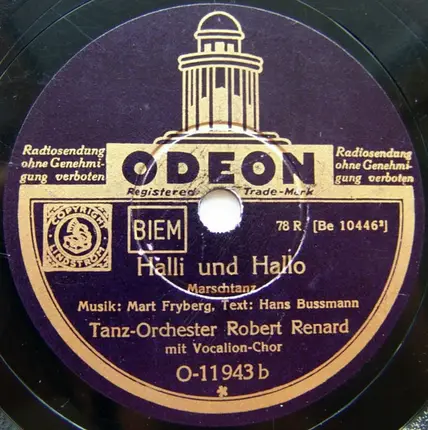 Radiosendung
ohne Genehmi-
gung verboten
Radiosendung
ohne Genehmi-
gung verboten
ODEON
Registered Trade-Mark
COPYRIGHT
LINDSTRÖM
BIEM
78 R [Be 10446²]
Halli und Hallo
Marschtanz
Musik: Mart Fryberg, Text: Hans Bussmann
Tanz-Orchester Robert Renard
mit Vocalion-Chor
O-11943 b